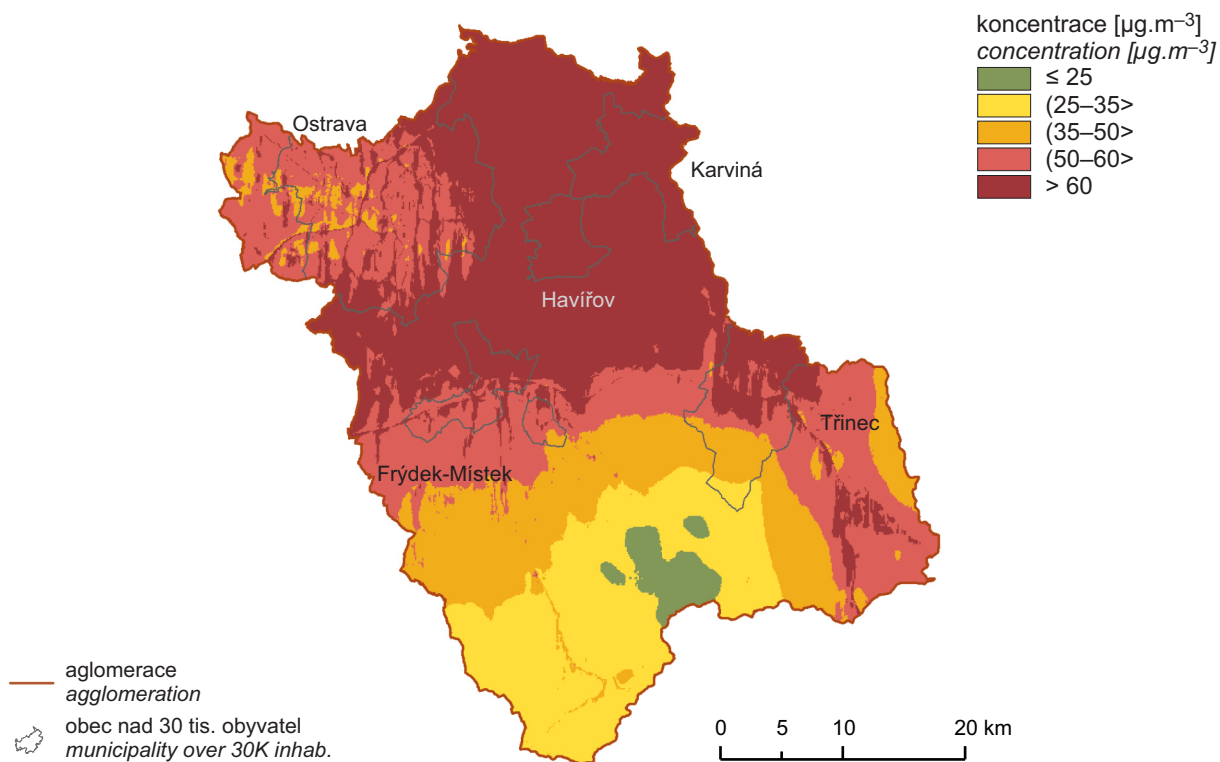 koncentrace [µg.m–3]
concentration [µg.m–3]
≤ 25
(25–35>
(35–50>
(50–60>
> 60
Ostrava
Karviná
Havířov
Třinec
Frýdek-Místek
aglomerace
agglomeration
obec nad 30 tis. obyvatel
municipality over 30K inhab.
0 5 10 20 km